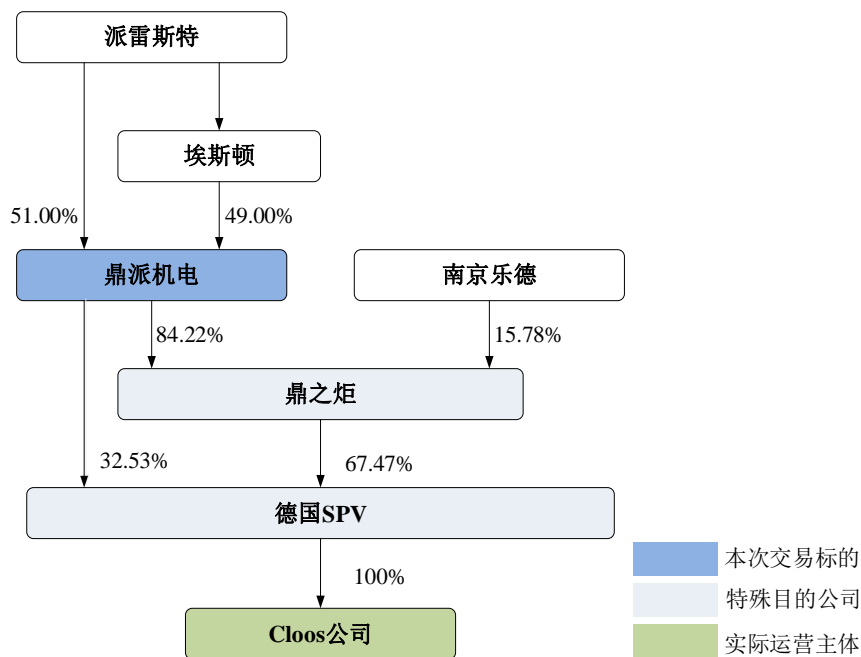 派雷斯特
埃斯顿
51.00%
49.00%
鼎派机电
南京乐德
84.22%
15.78%
鼎之炬
32.53%
67.47%
德国SPV
100%
本次交易标的
特殊目的公司
Cloos公司
实际运营主体